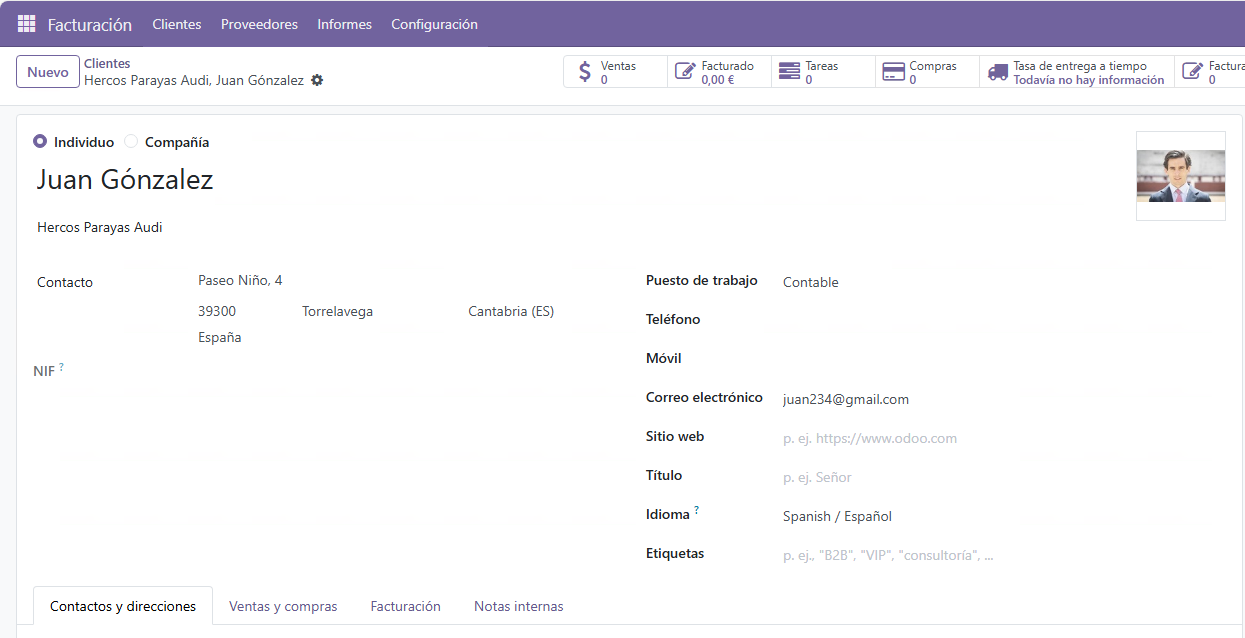 Facturación Clientes Proveedores Informes Configuración
Nuevo
Clientes
Hercos Parayas Audi, Juan Gónzalez
Ventas
0
Facturado
0,00 €
Tareas
0
Compras
0
Tasa de entrega a tiempo
Todavía no hay información
Factura
0
Individuo Compañía
Juan Gónzalez
Hercos Parayas Audi
Contacto
Paseo Niño, 4
39300 Torrelavega Cantabria (ES)
España
NIF ?
Puesto de trabajo Contable
Teléfono
Móvil
Correo electrónico juan234@gmail.com
Sitio web p. ej. https://www.odoo.com
Título p. ej. Señor
Idioma ? Spanish / Español
Etiquetas p. ej., "B2B", "VIP", "consultoría", ...
Contactos y direcciones Ventas y compras Facturación Notas internas